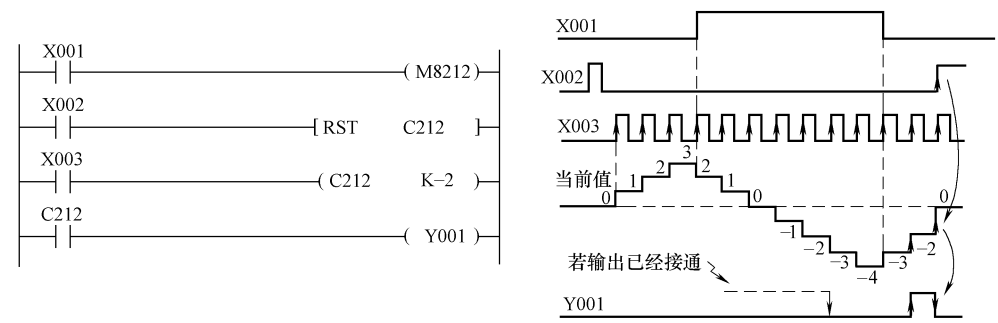 X001
( M8212 )
X002
[ RST C212 ]
X003
( C212 K−2 )
C212
( Y001 )
X001
X002
X003
当前值
0 1 2 3 2 1 0 −1 −2 −3 −4 −3 −2 0
若输出已经接通
Y001